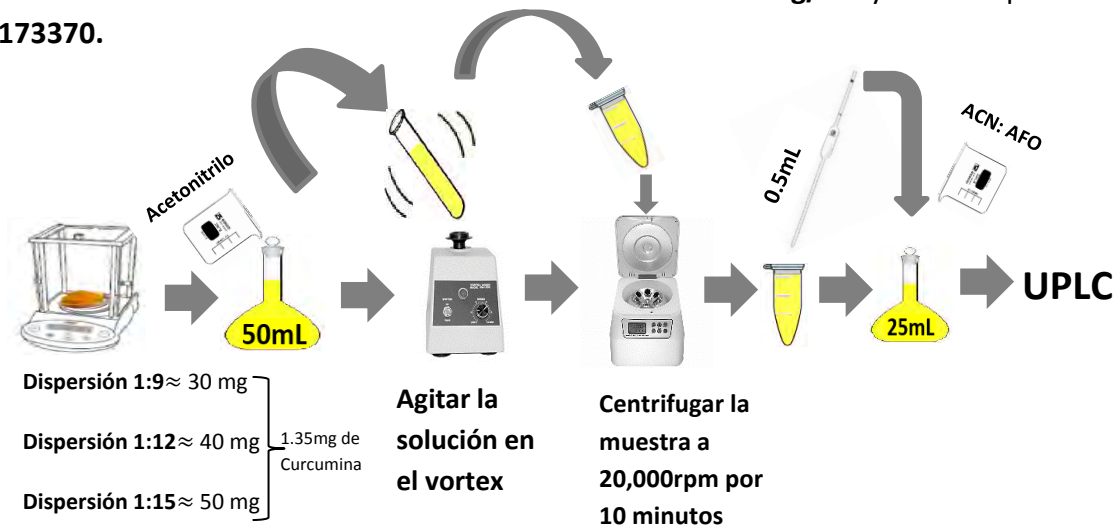 173370.
Acetonitrilo
0.5mL
ACN: AFO
50mL
25mL
UPLC
Dispersión 1:9≈ 30 mg
Dispersión 1:12≈ 40 mg
Dispersión 1:15≈ 50 mg
1.35mg de
Curcumina
Agitar la
solución en
el vortex
Centrifugar la
muestra a
20,000rpm por
10 minutos